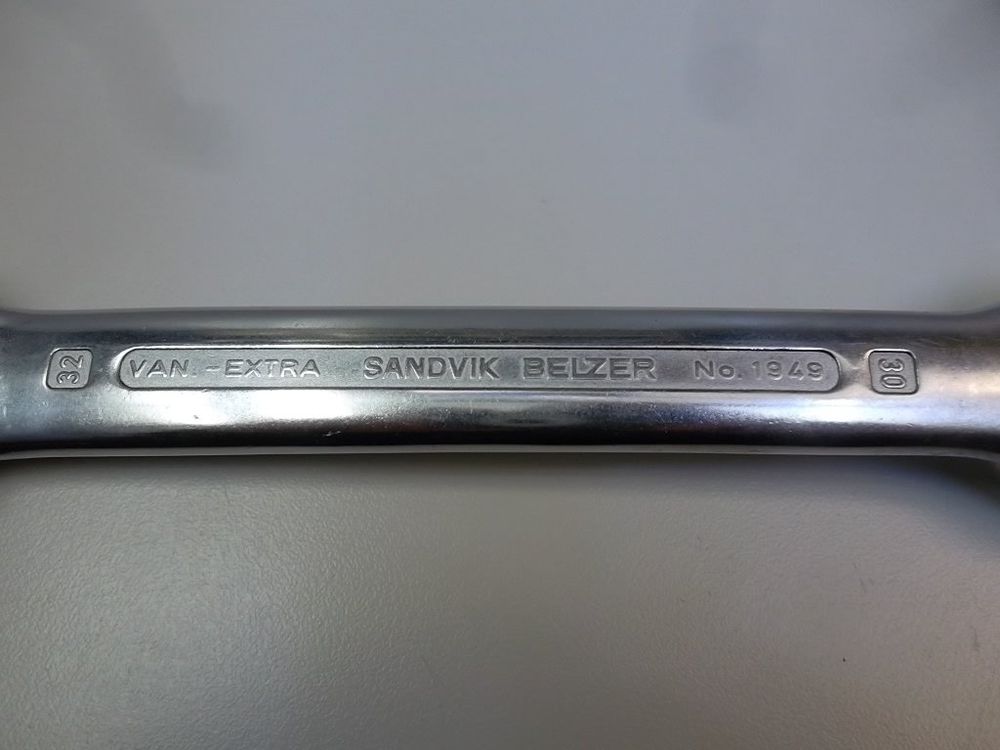 32 VAN.-EXTRA SANDVIK BELZER No. 1949 30